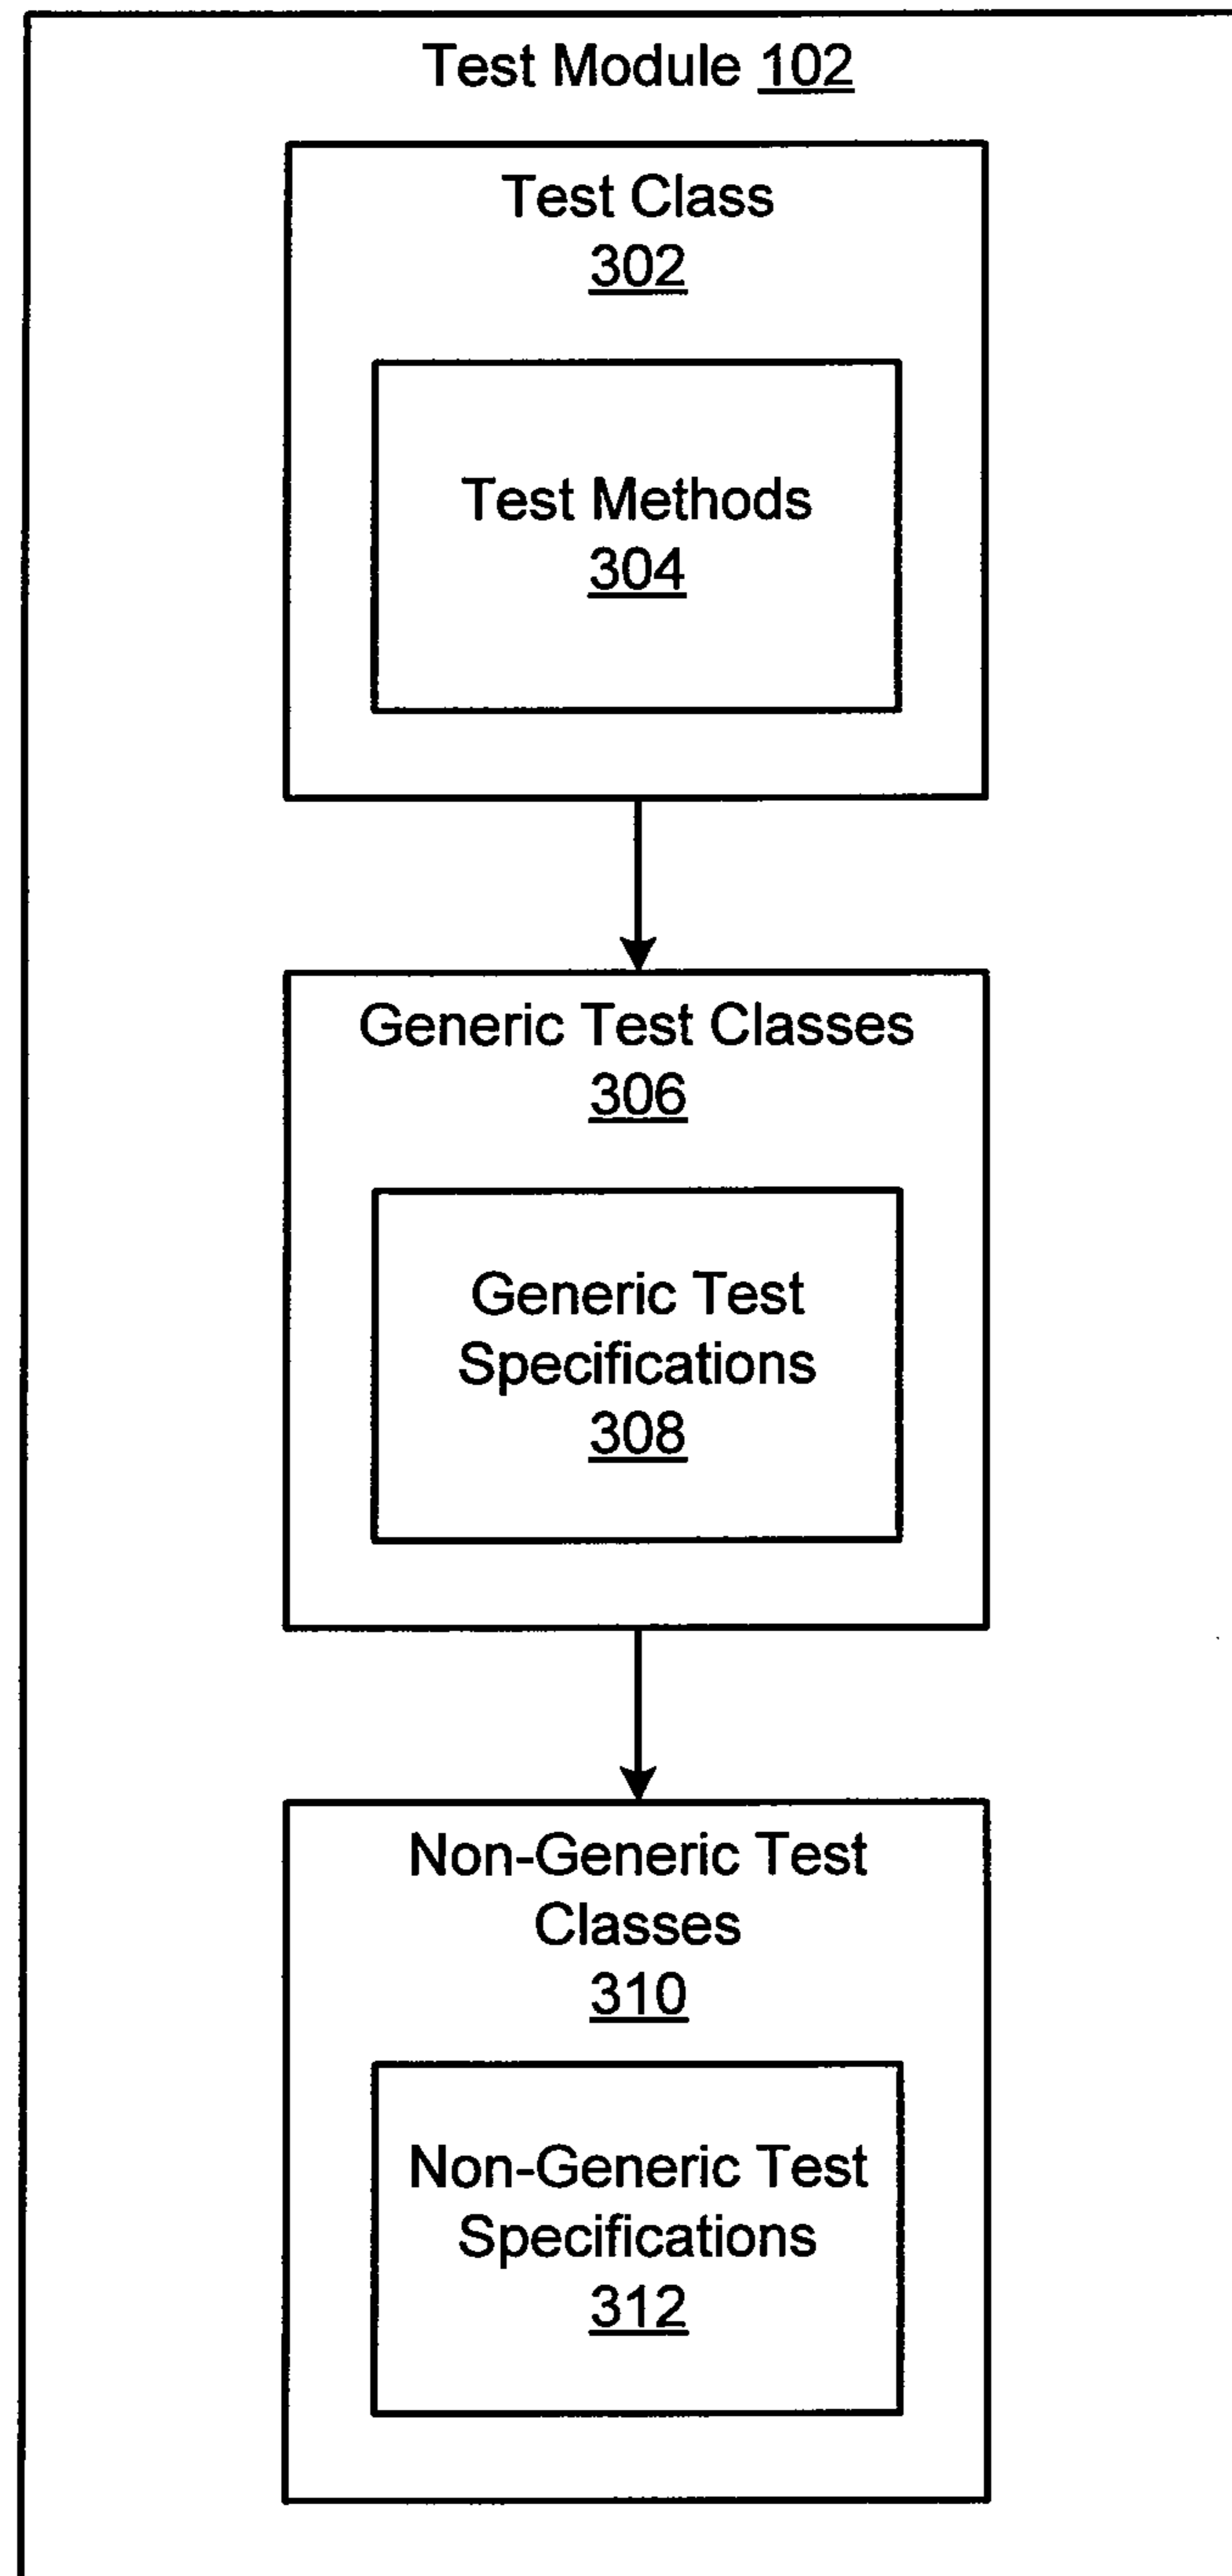 Test Module 102
Test Class
302
Test Methods
304
Generic Test Classes
306
Generic Test
Specifications
308
Non-Generic Test
Classes
310
Non-Generic Test
Specifications
312